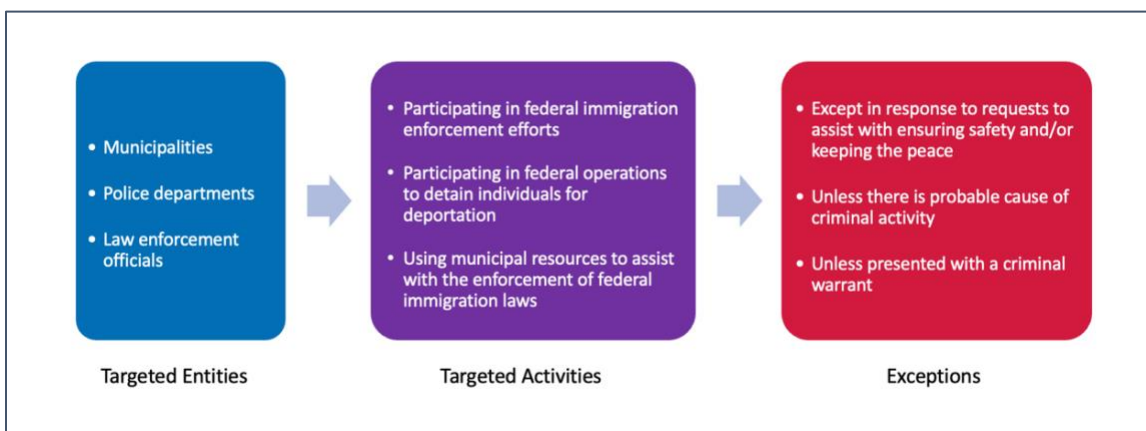 • Municipalities
• Police departments
• Law enforcement
officials
Targeted Entities
• Participating in federal immigration
enforcement efforts
• Participating in federal operations
to detain individuals for
deportation
• Using municipal resources to assist
with the enforcement of federal
immigration laws
Targeted Activities
• Except in response to requests to
assist with ensuring safety and/or
keeping the peace
• Unless there is probable cause of
criminal activity
• Unless presented with a criminal
warrant
Exceptions